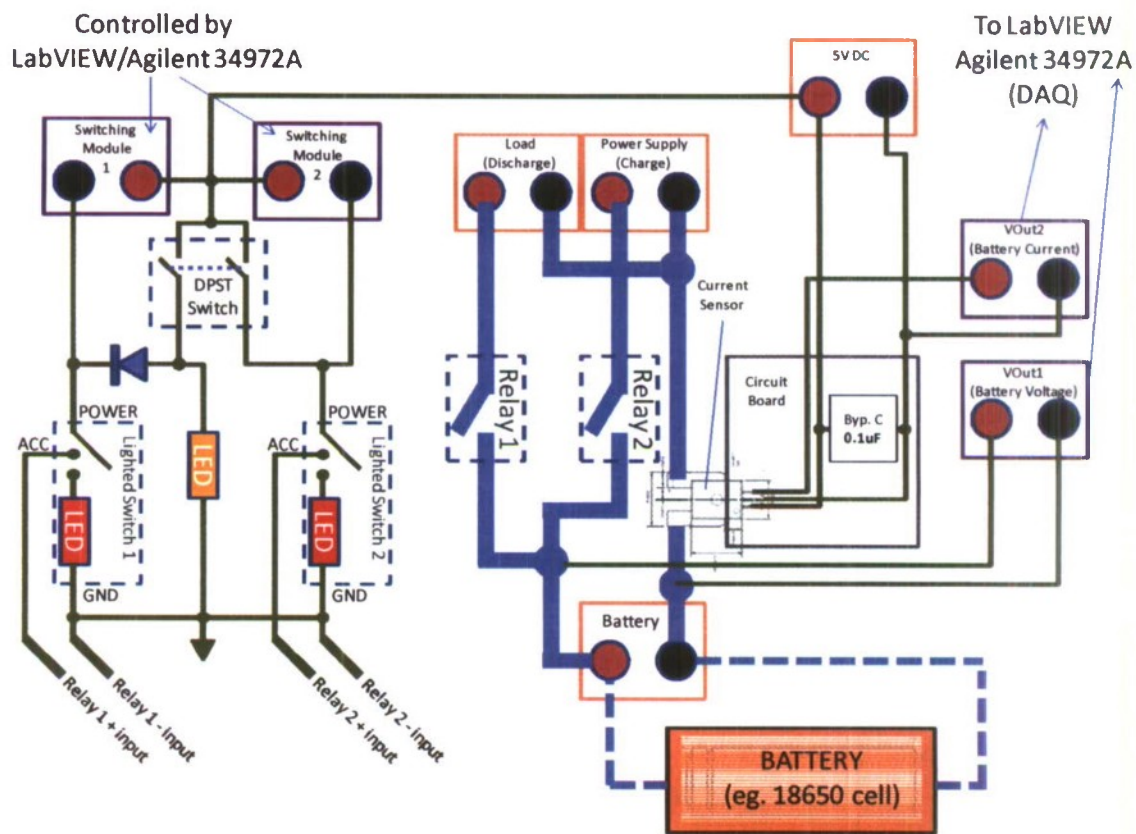 Controlled by
LabVIEW/Agilent 34972A
To LabVIEW
Agilent 34972A
(DAQ)
5V DC
Switching
Module
1
Switching
Module
2
Load
(Discharge)
Power Supply
(Charge)
VOut2
(Battery Current)
DPST
Switch
Current
Sensor
VOut1
(Battery Voltage)
Relay 1
Relay 2
Circuit
Board
Byp. C
0.1uF
POWER
ACC
Lighted Switch 1
LED
GND
LED
POWER
ACC
Lighted Switch 2
LED
GND
Battery
Relay 1 + input
Relay 1 - input
Relay 2 + input
Relay 2 - input
BATTERY
(eg. 18650 cell)